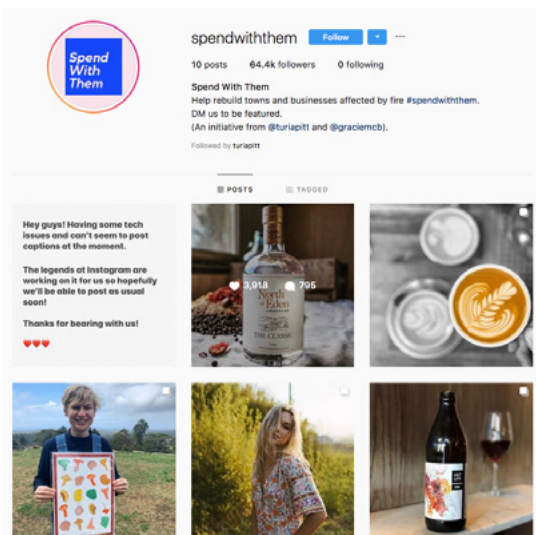 Spend
With
Them
spendwiththem Follow ...
10 posts 64.4k followers 0 following
Spend With Them
Help rebuild towns and businesses affected by fire #spendwiththem.
DM us to be featured.
(An initiative from @turiapitt and @graciemcb).
Followed by turiapitt
POSTS TAGGED
Hey guys! Having some tech
issues and can't seem to post
captions at the moment.
The legends at Instagram are
working on it for us so hopefully
we'll be able to post as usual
soon!
Thanks for bearing with us!
❤️❤️❤️
3,918 795
North
of Eden
THE CLASSIC